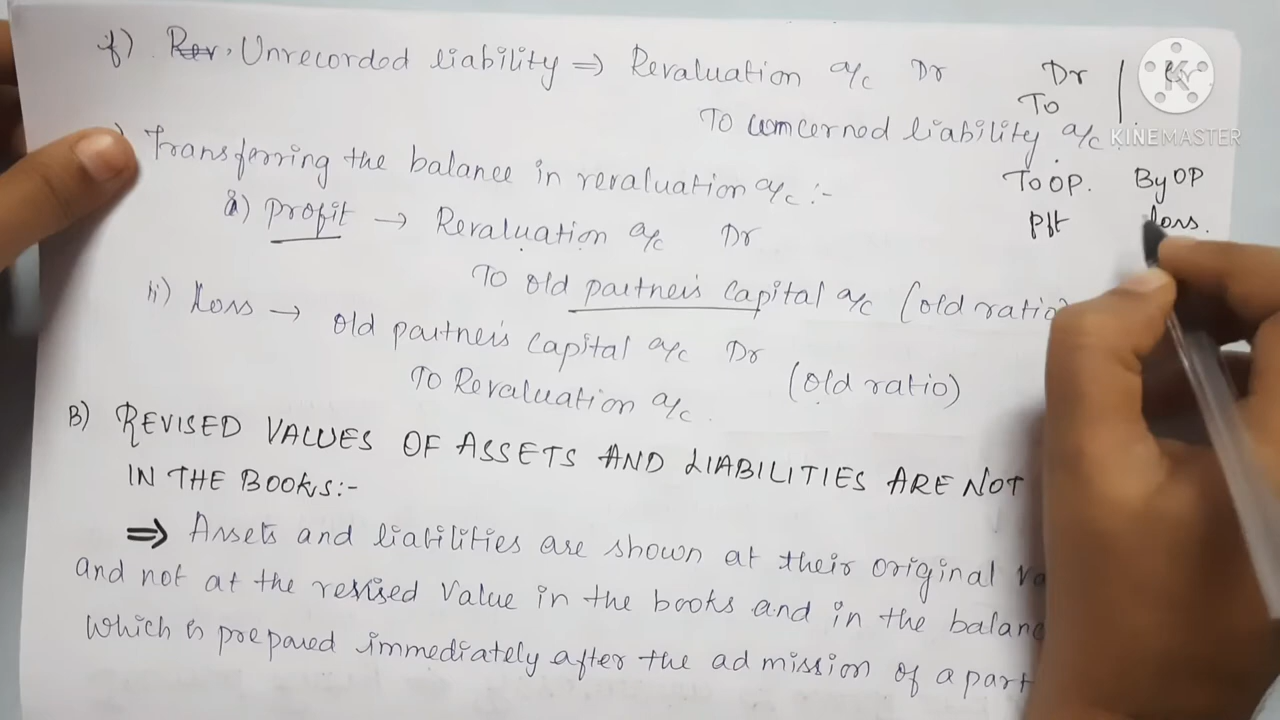 f) Rev, Unrecorded liability ⇒ Revaluation a/c Dr
To concerned liability a/c
Transferring the balance in revaluation a/c :-
i) Profit → Revaluation a/c Dr
To old partner's capital a/c (old ratio)
ii) Loss → old partner's capital a/c Dr
To Revaluation a/c. (old ratio)
Dr
To
To OP. By OP
Pft loss.
KINEMASTER
B) REVISED VALUES OF ASSETS AND LIABILITIES ARE NOT
IN THE BOOKS:-
⇒ Assets and liabilities are shown at their original
and not at the revised value in the books and in the balan
which is prepared immediately after the admission of a part